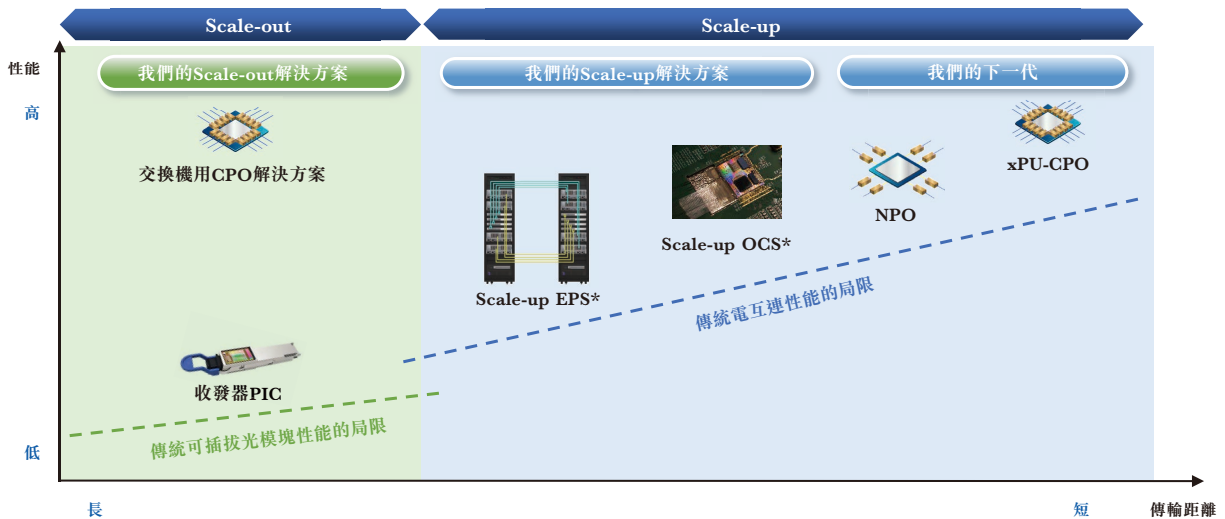 Scale-out
Scale-up
性能
我們的Scale-out解決方案
我們的Scale-up解決方案
我們的下一代
高
交換機用CPO解決方案
xPU-CPO
NPO
Scale-up OCS*
Scale-up EPS*
傳統電互連性能的局限
收發器PIC
傳統可插拔光模塊性能的局限
低
長
短
傳輸距離